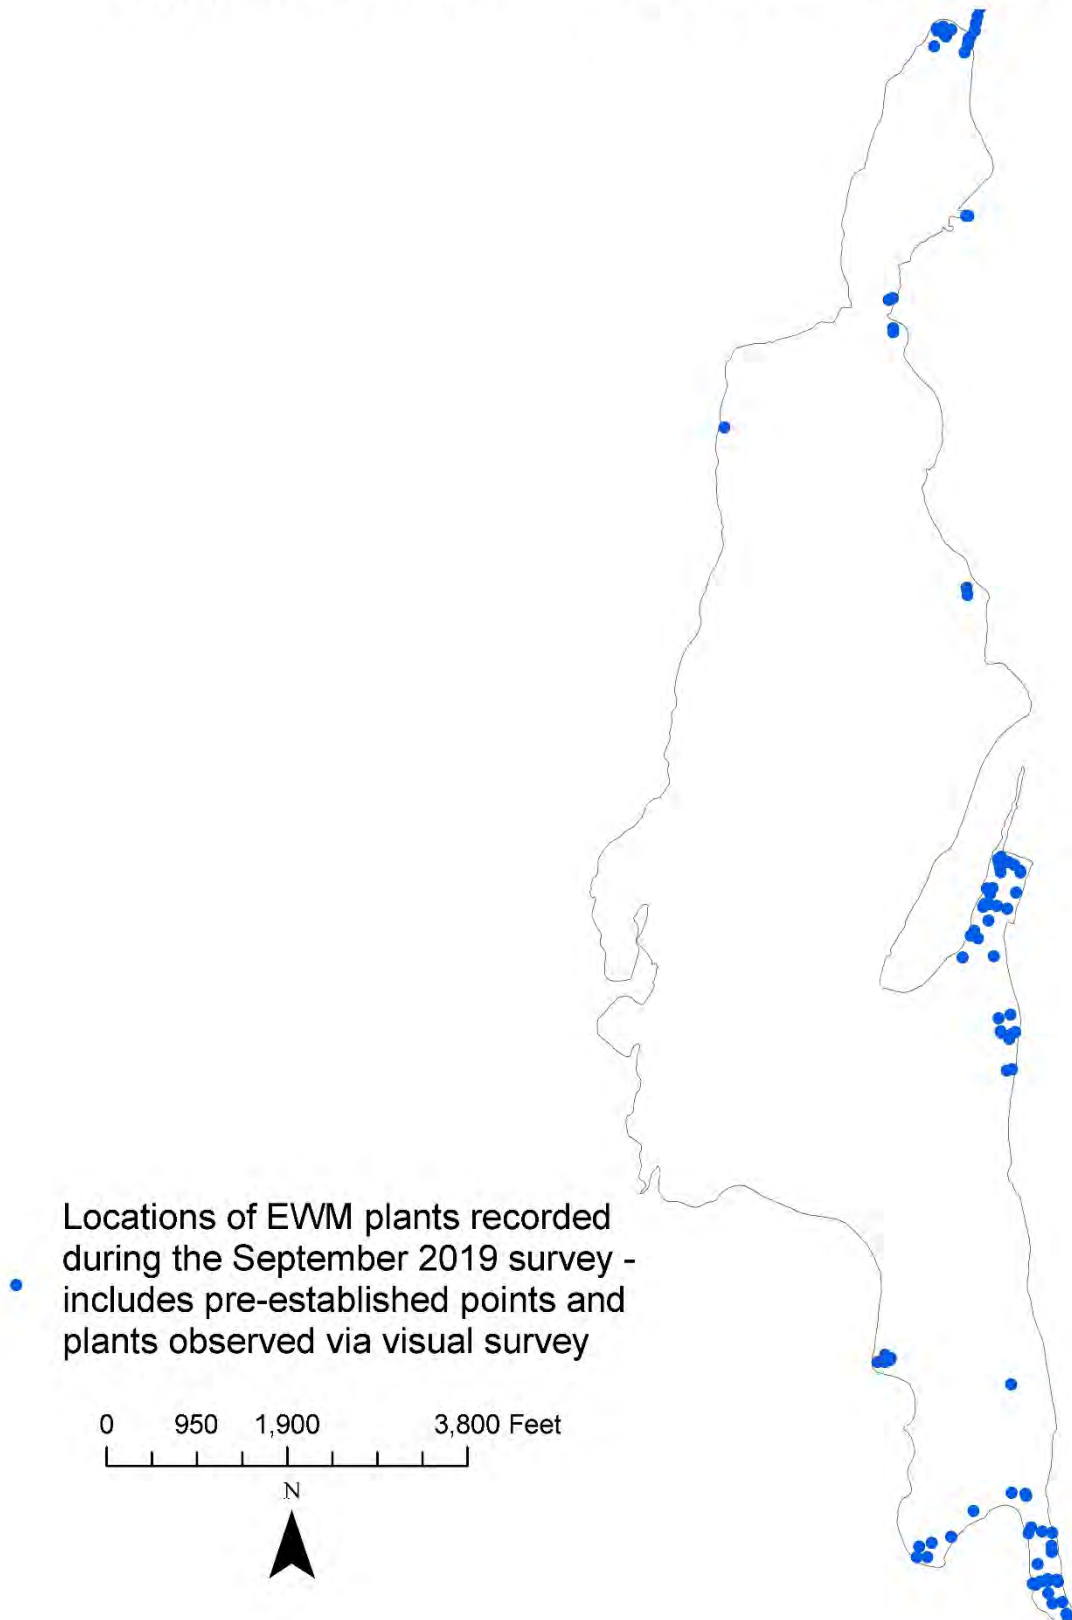 Locations of EWM plants recorded
during the September 2019 survey -
includes pre-established points and
plants observed via visual survey
0 950 1,900 3,800 Feet
N